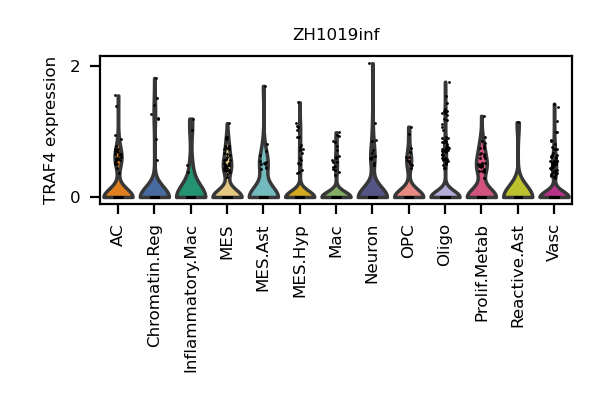 ZH1019inf
TRAF4 expression
2
0
AC
Chromatin.Reg
Inflammatory.Mac
MES
MES.Ast
MES.Hyp
Mac
Neuron
OPC
Oligo
Prolif.Metab
Reactive.Ast
Vasc